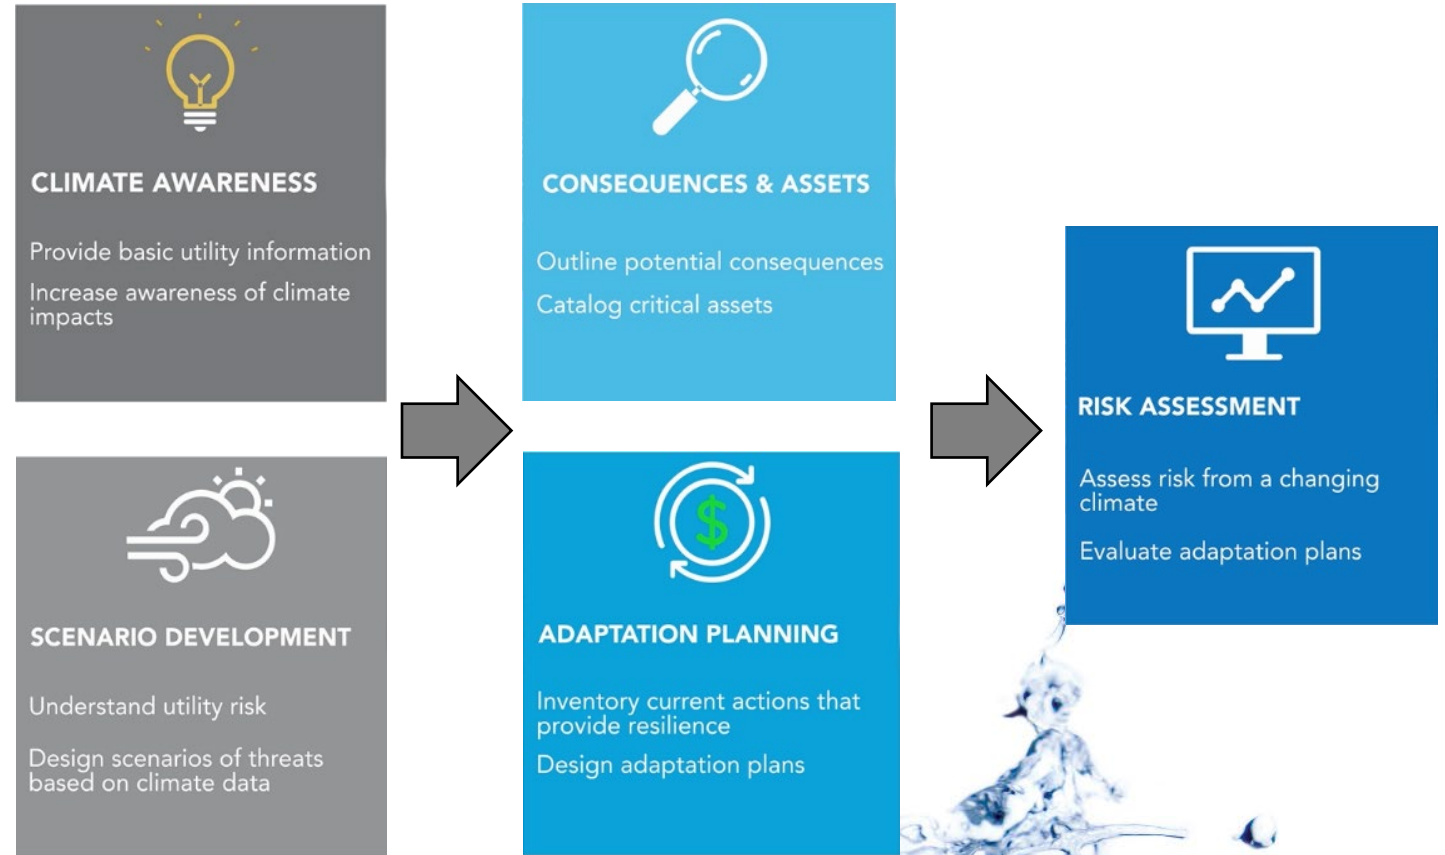 CLIMATE AWARENESS
Provide basic utility information
Increase awareness of climate
impacts
SCENARIO DEVELOPMENT
Understand utility risk
Design scenarios of threats
based on climate data
CONSEQUENCES & ASSETS
Outline potential consequences
Catalog critical assets
$
ADAPTATION PLANNING
Inventory current actions that
provide resilience
Design adaptation plans
RISK ASSESSMENT
Assess risk from a changing
climate
Evaluate adaptation plans